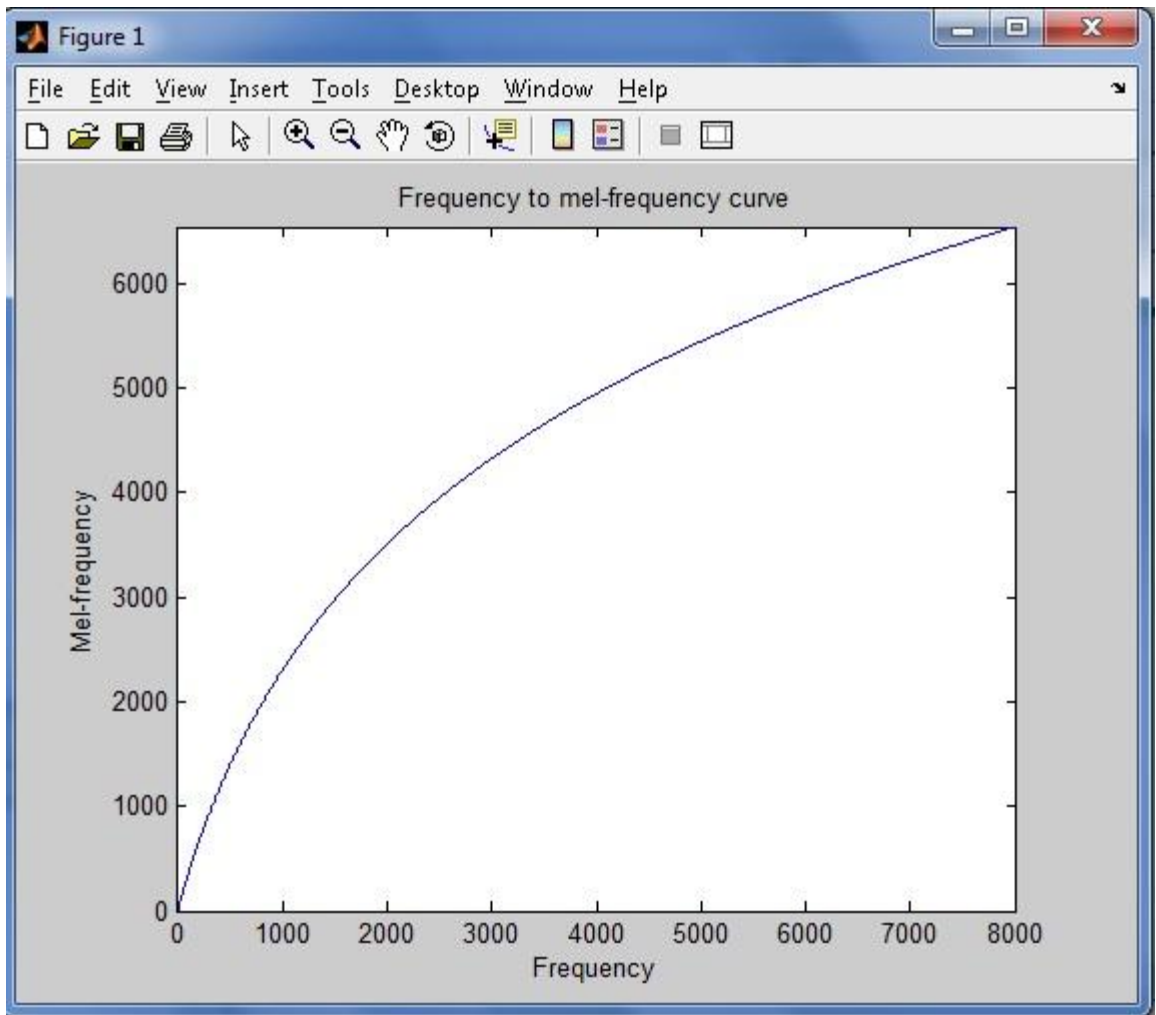 Figure 1
File Edit View Insert Tools Desktop Window Help
Frequency to mel-frequency curve
6000
5000
4000
3000
2000
1000
0
Mel-frequency
0 1000 2000 3000 4000 5000 6000 7000 8000
Frequency